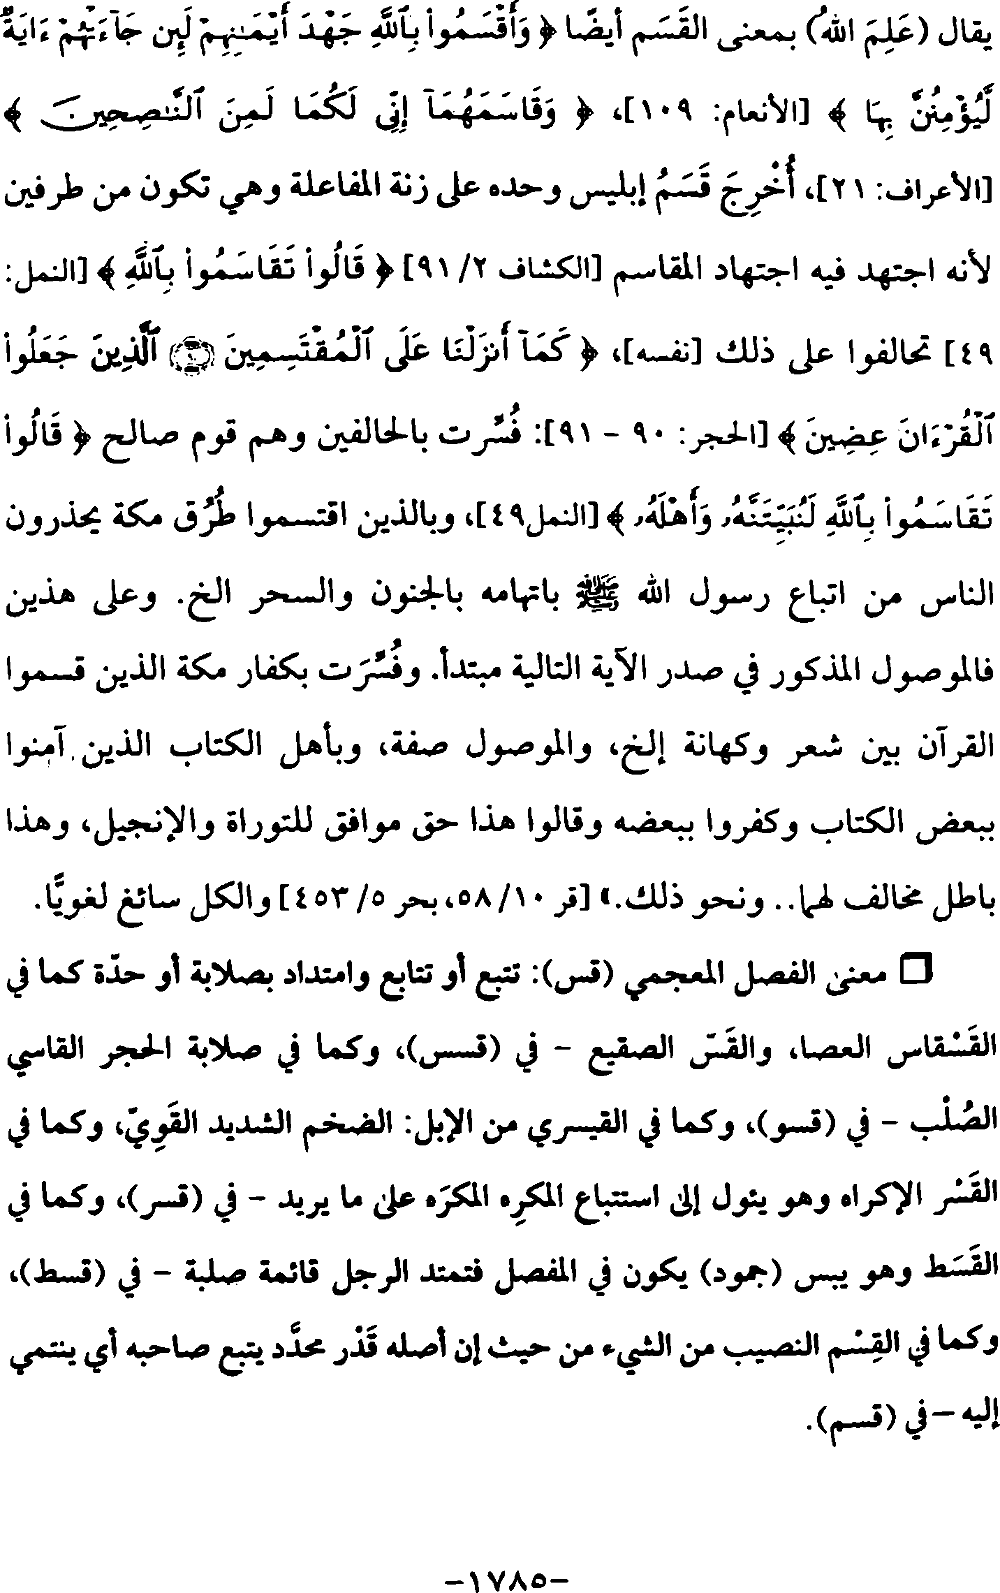 يقال (عَلِمَ اللهُ) بمعنى القَسَم أيضًا ﴿ وَأَقْسَمُوا۟ بِٱللَّهِ جَهْدَ أَيْمَـٰنِهِمْ لَئِن جَآءَتْهُمْ ءَايَةٌ
لَّيُؤْمِنُنَّ بِهَا ﴾ [الأنعام: ١٠٩]، ﴿ وَقَاسَمَهُمَآ إِنِّى لَكُمَا لَمِنَ ٱلنَّـٰصِحِينَ ﴾
[الأعراف: ٢١]، أُخْرِجَ قَسَمُ إبليس وحده على زنة المفاعلة وهي تكون من طرفين
لأنه اجتهد فيه اجتهاد المقاسم [الكشاف ٢/ ٩١] ﴿ قَالُوا۟ تَقَاسَمُوا۟ بِٱللَّهِ ﴾ [النمل:
٤٩] تحالفوا على ذلك [نفسه]، ﴿ كَمَآ أَنزَلْنَا عَلَى ٱلْمُقْتَسِمِينَ ۝٩٠ ٱلَّذِينَ جَعَلُوا۟
ٱلْقُرْءَانَ عِضِينَ ﴾ [الحجر: ٩٠ – ٩١]: فُسِّرت بالحالفين وهم قوم صالح ﴿ قَالُوا۟
تَقَاسَمُوا۟ بِٱللَّهِ لَنُبَيِّتَنَّهُۥ وَأَهْلَهُۥ ﴾ [النمل٤٩]، وبالذين اقتسموا طُرُق مكة يحذرون
الناس من اتباع رسول الله ﷺ باتهامه بالجنون والسحر الخ. وعلى هذين
فالموصول المذكور في صدر الآية التالية مبتدأ. وفُسِّرَت بكفار مكة الذين قسموا
القرآن بين شعر وكهانة إلخ، والموصول صفة، وبأهل الكتاب الذين آمنوا
ببعض الكتاب وكفروا ببعضه وقالوا هذا حق موافق للتوراة والإنجيل، وهذا
باطل مخالف لهما.. ونحو ذلك.» [قر ١٠/ ٥٨، بحر ٥/ ٤٥٣] والكل سائغ لغويًّا.
❑ معنى الفصل المعجمي (قس): تتبع أو تتابع وامتداد بصلابة أو حدّة كما في
القَسْقاس العصا، والقَسّ الصقيع – في (قسس)، وكما في صلابة الحجر القاسي
الصُلْب – في (قسو)، وكما في القيسري من الإبل: الضخم الشديد القَوِيّ، وكما في
القَسْر الإكراه وهو يئول إلى استتباع المكرِه المكرَه على ما يريد – في (قسر)، وكما في
القَسَط وهو يبس (جمود) يكون في المفصل فتمتد الرجل قائمة صلبة – في (قسط)،
وكما في القِسْم النصيب من الشيء من حيث إن أصله قَدْر محدَّد يتبع صاحبه أي ينتمي
إليه – في (قسم).
-١٧٨٥-